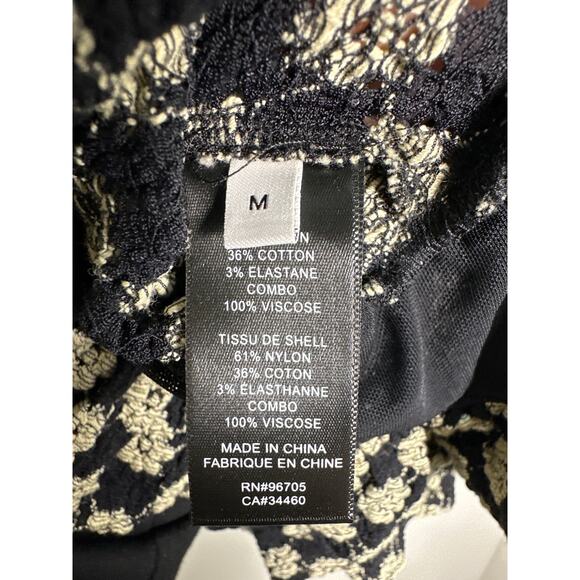 M
36% COTTON
3% ELASTANE
COMBO
100% VISCOSE
TISSU DE SHELL
61% NYLON
36% COTON
3% ELASTHANNE
COMBO
100% VISCOSE
MADE IN CHINA
FABRIQUE EN CHINE
RN#96705
CA#34460